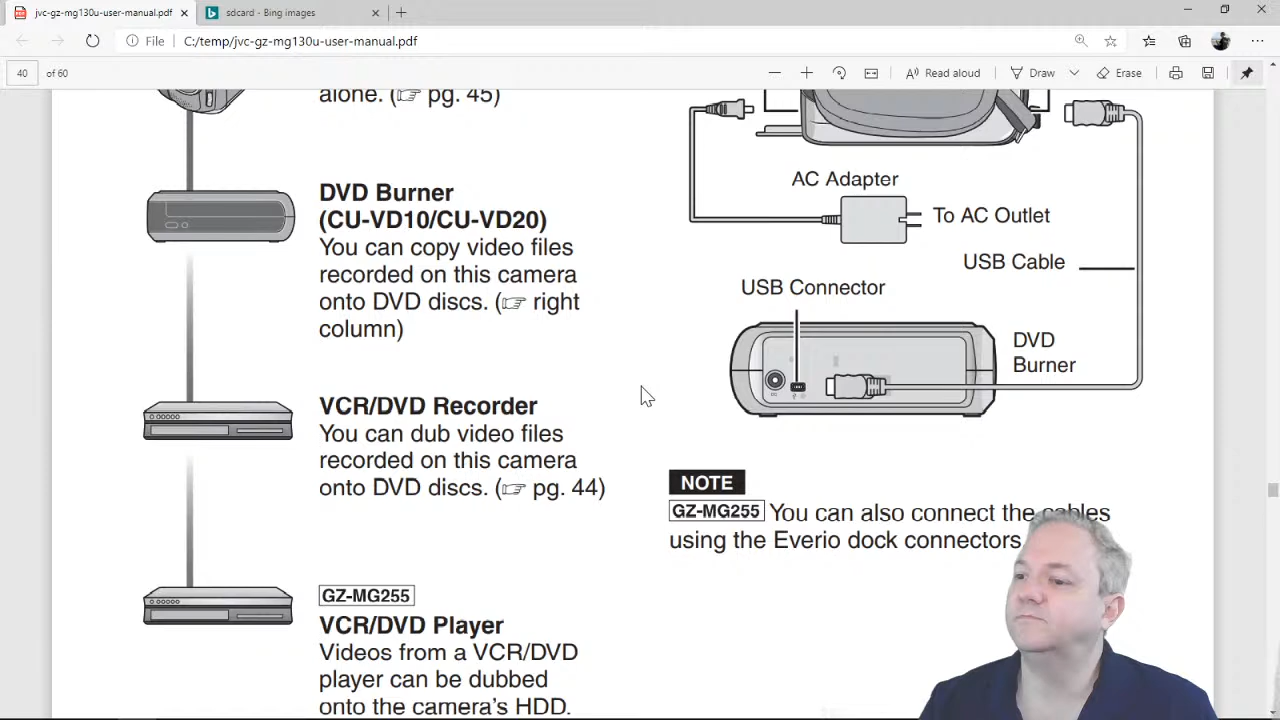 jvc-gz-mg130u-user-manual.pdf
sdcard - Bing images
File
C:/temp/jvc-gz-mg130u-user-manual.pdf
40 of 60
Read aloud
Draw
Erase
alone. (☞ pg. 45)
DVD Burner
(CU-VD10/CU-VD20)
You can copy video files
recorded on this camera
onto DVD discs. (☞ right
column)
VCR/DVD Recorder
You can dub video files
recorded on this camera
onto DVD discs. (☞ pg. 44)
GZ-MG255
VCR/DVD Player
Videos from a VCR/DVD
player can be dubbed
onto the camera's HDD.
AC Adapter
To AC Outlet
USB Cable
USB Connector
DVD
Burner
NOTE
GZ-MG255 You can also connect the cables
using the Everio dock connectors